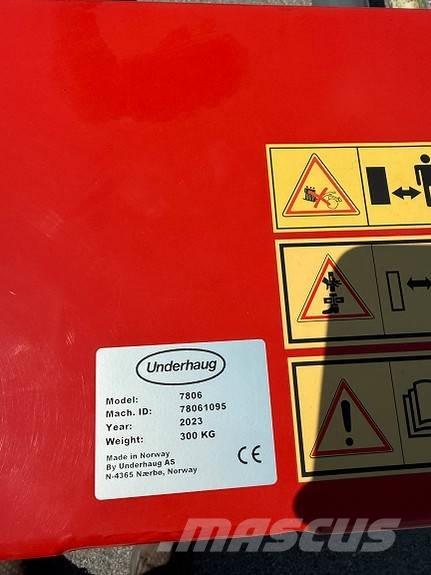 Underhaug
Model: 7806
Mach. ID: 78061095
Year: 2023
Weight: 300 KG
Made in Norway
By Underhaug AS
N-4365 Nærbø, Norway
CE
MASCUS